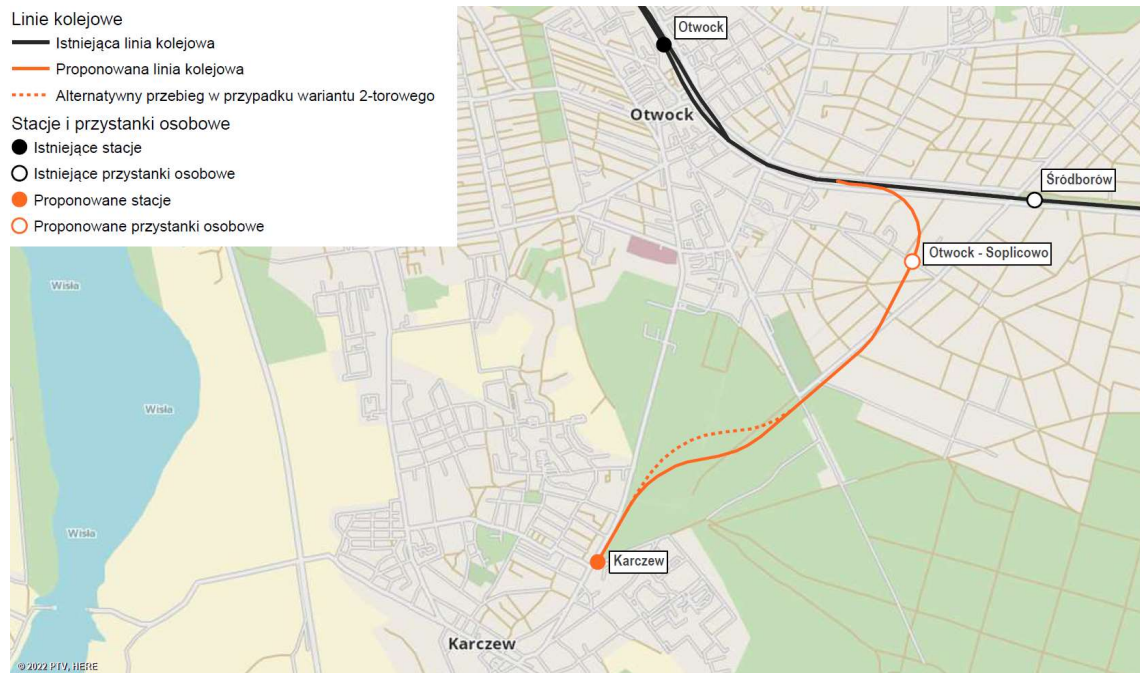 Linie kolejowe
Istniejąca linia kolejowa
Proponowana linia kolejowa
Alternatywny przebieg w przypadku wariantu 2-torowego
Stacje i przystanki osobowe
Istniejące stacje
Istniejące przystanki osobowe
Proponowane stacje
Proponowane przystanki osobowe
Otwock
Otwock
Śródborów
Otwock - Soplicowo
Wisła
Wisła
Wisła
Karczew
Karczew
© 2022 PTV, HERE